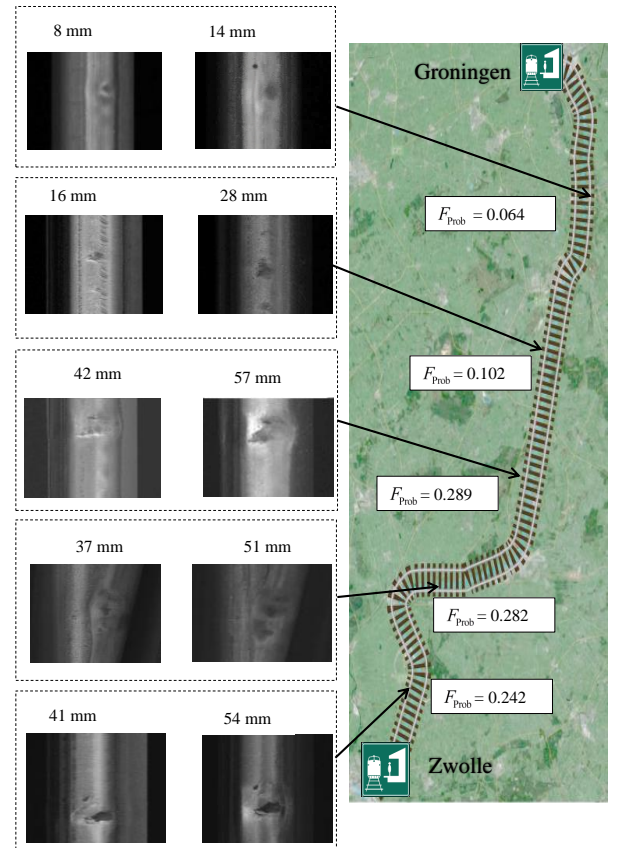 8 mm
14 mm
16 mm
28 mm
42 mm
57 mm
37 mm
51 mm
41 mm
54 mm
Groningen
F_Prob = 0.064
F_Prob = 0.102
F_Prob = 0.289
F_Prob = 0.282
F_Prob = 0.242
Zwolle